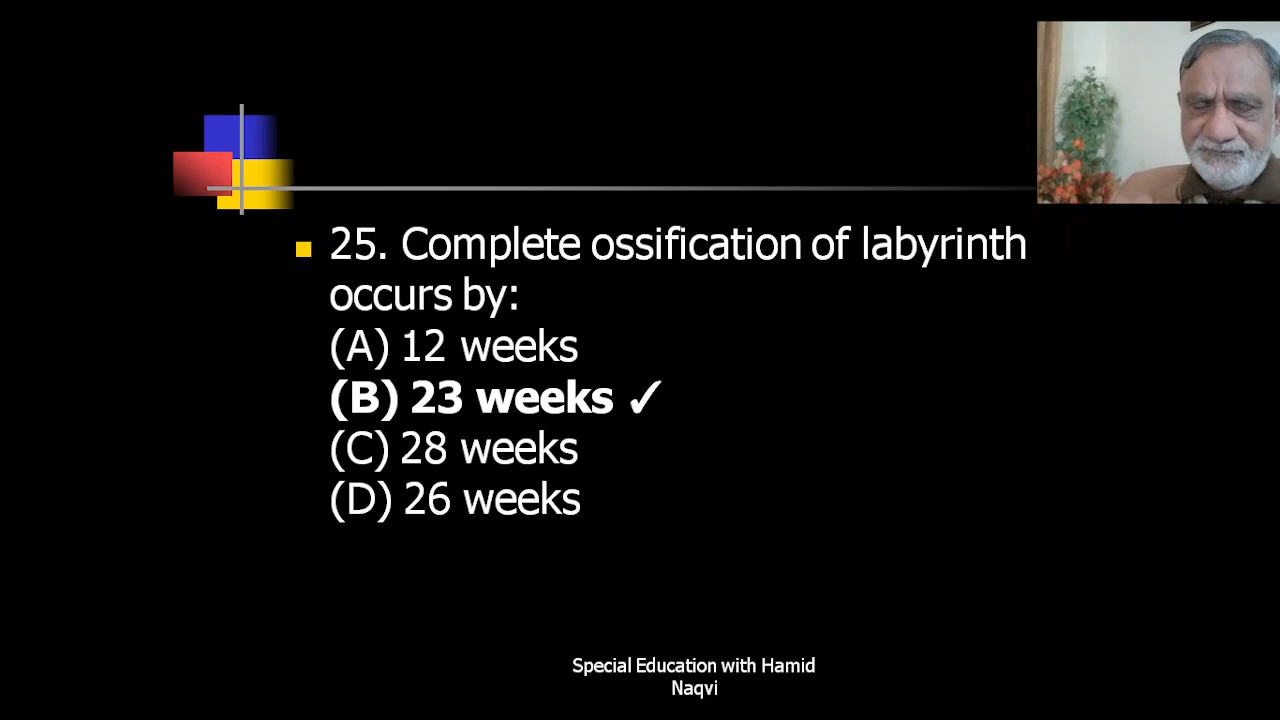 25. Complete ossification of labyrinth
occurs by:
(A) 12 weeks
(B) 23 weeks ✓
(C) 28 weeks
(D) 26 weeks
Special Education with Hamid
Naqvi